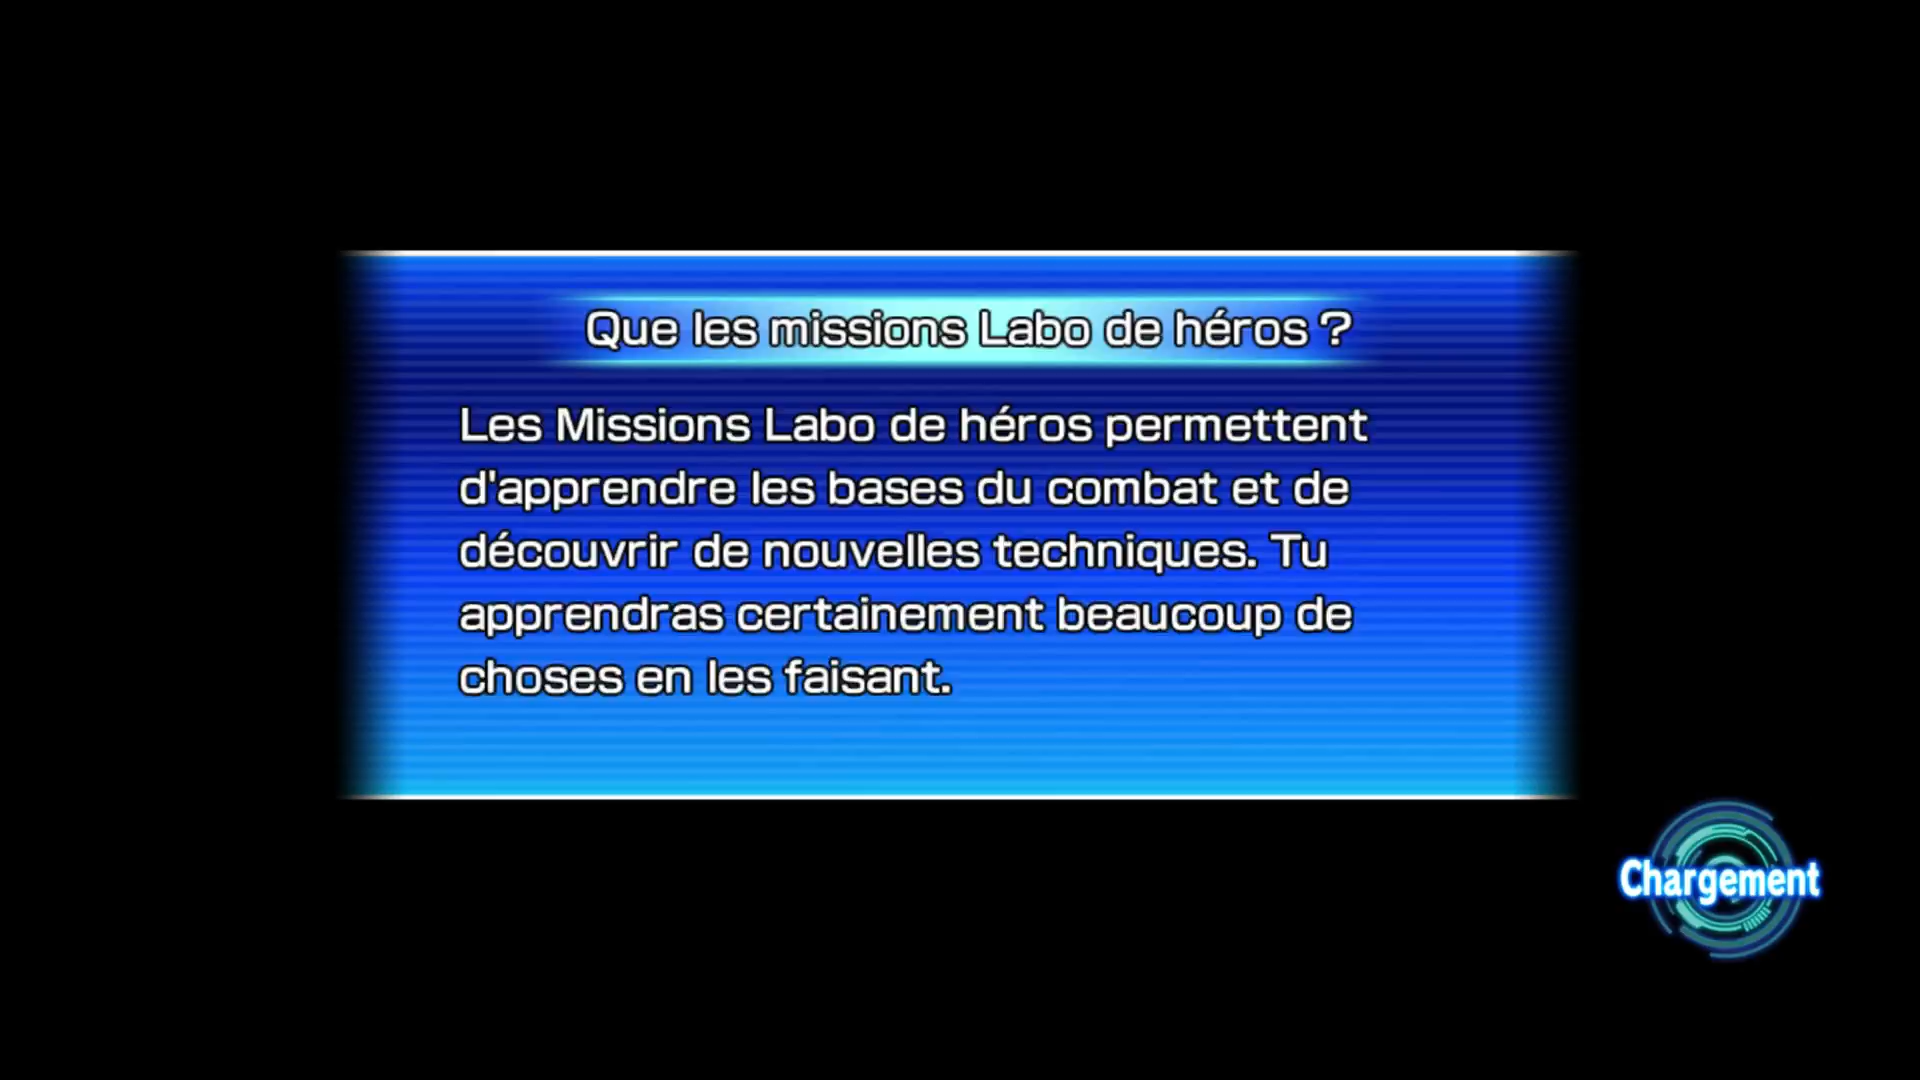 Que les missions Labo de héros ?
Les Missions Labo de héros permettent
d'apprendre les bases du combat et de
découvrir de nouvelles techniques. Tu
apprendras certainement beaucoup de
choses en les faisant.
Chargement